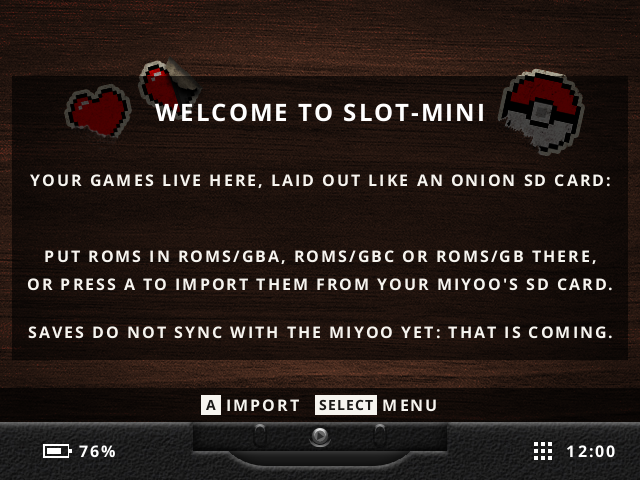 WELCOME TO SLOT-MINI
YOUR GAMES LIVE HERE, LAID OUT LIKE AN ONION SD CARD:
PUT ROMS IN ROMS/GBA, ROMS/GBC OR ROMS/GB THERE,
OR PRESS A TO IMPORT THEM FROM YOUR MIYOO'S SD CARD.
SAVES DO NOT SYNC WITH THE MIYOO YET: THAT IS COMING.
A IMPORT SELECT MENU
76% 12:00